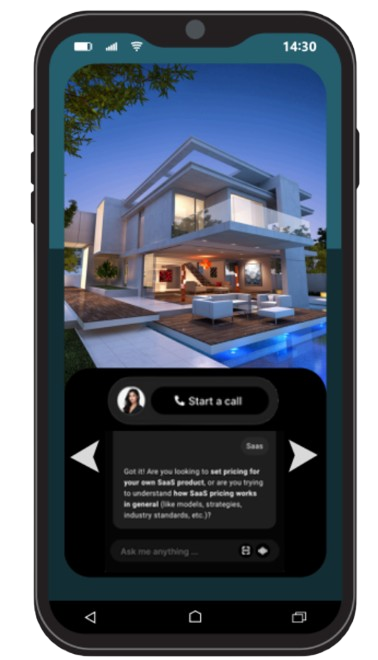 14:30
Start a call
Saas
Got it! Are you looking to set pricing for
your own SaaS product, or are you trying
to understand how SaaS pricing works
in general (like models, strategies,
industry standards, etc.)?
Ask me anything ...